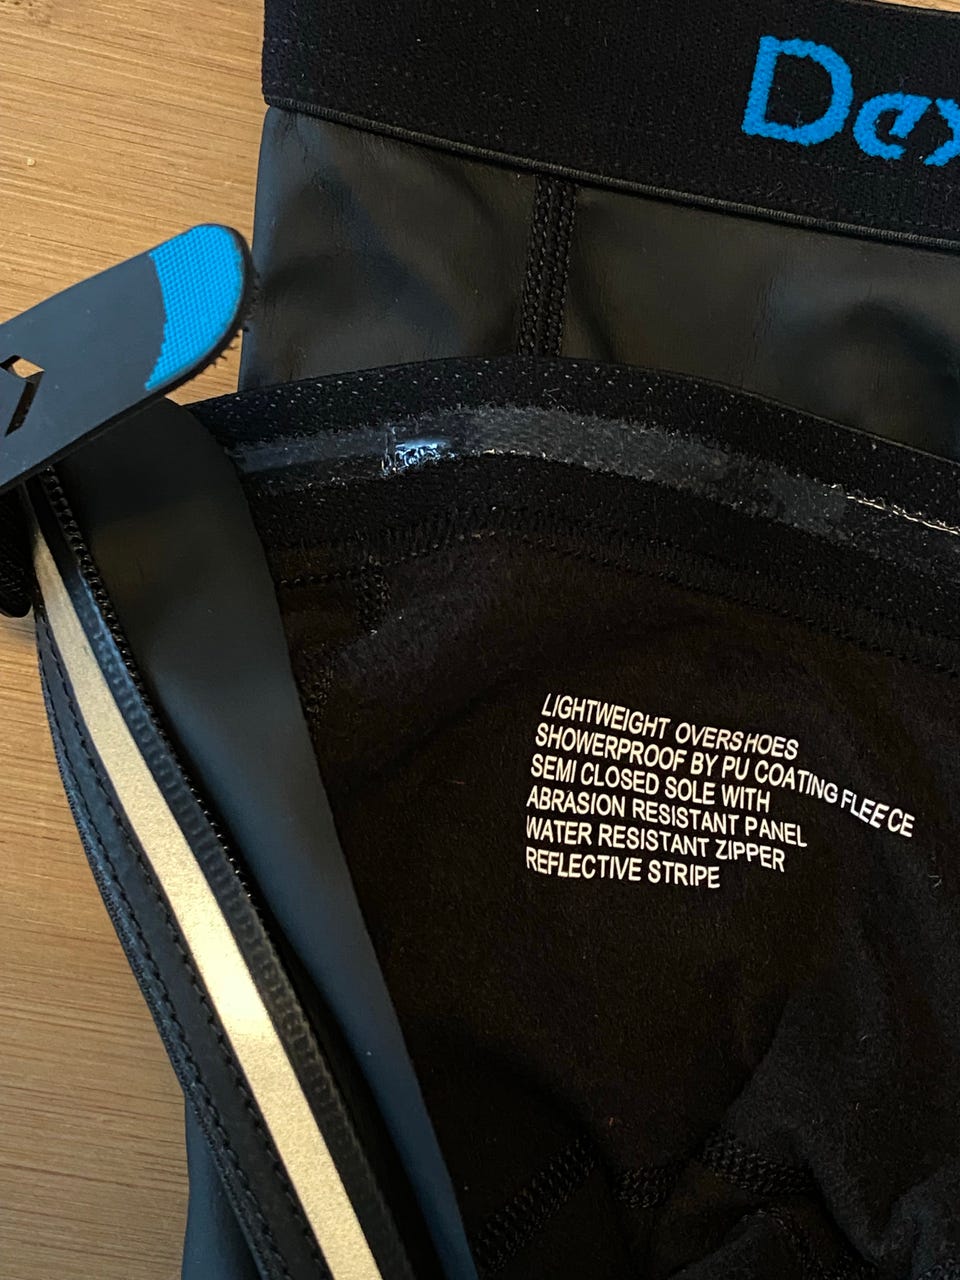 Dex
LIGHTWEIGHT OVERSHOES
SHOWERPROOF BY PU COATING FLEECE
SEMI CLOSED SOLE WITH
ABRASION RESISTANT PANEL
WATER RESISTANT ZIPPER
REFLECTIVE STRIPE